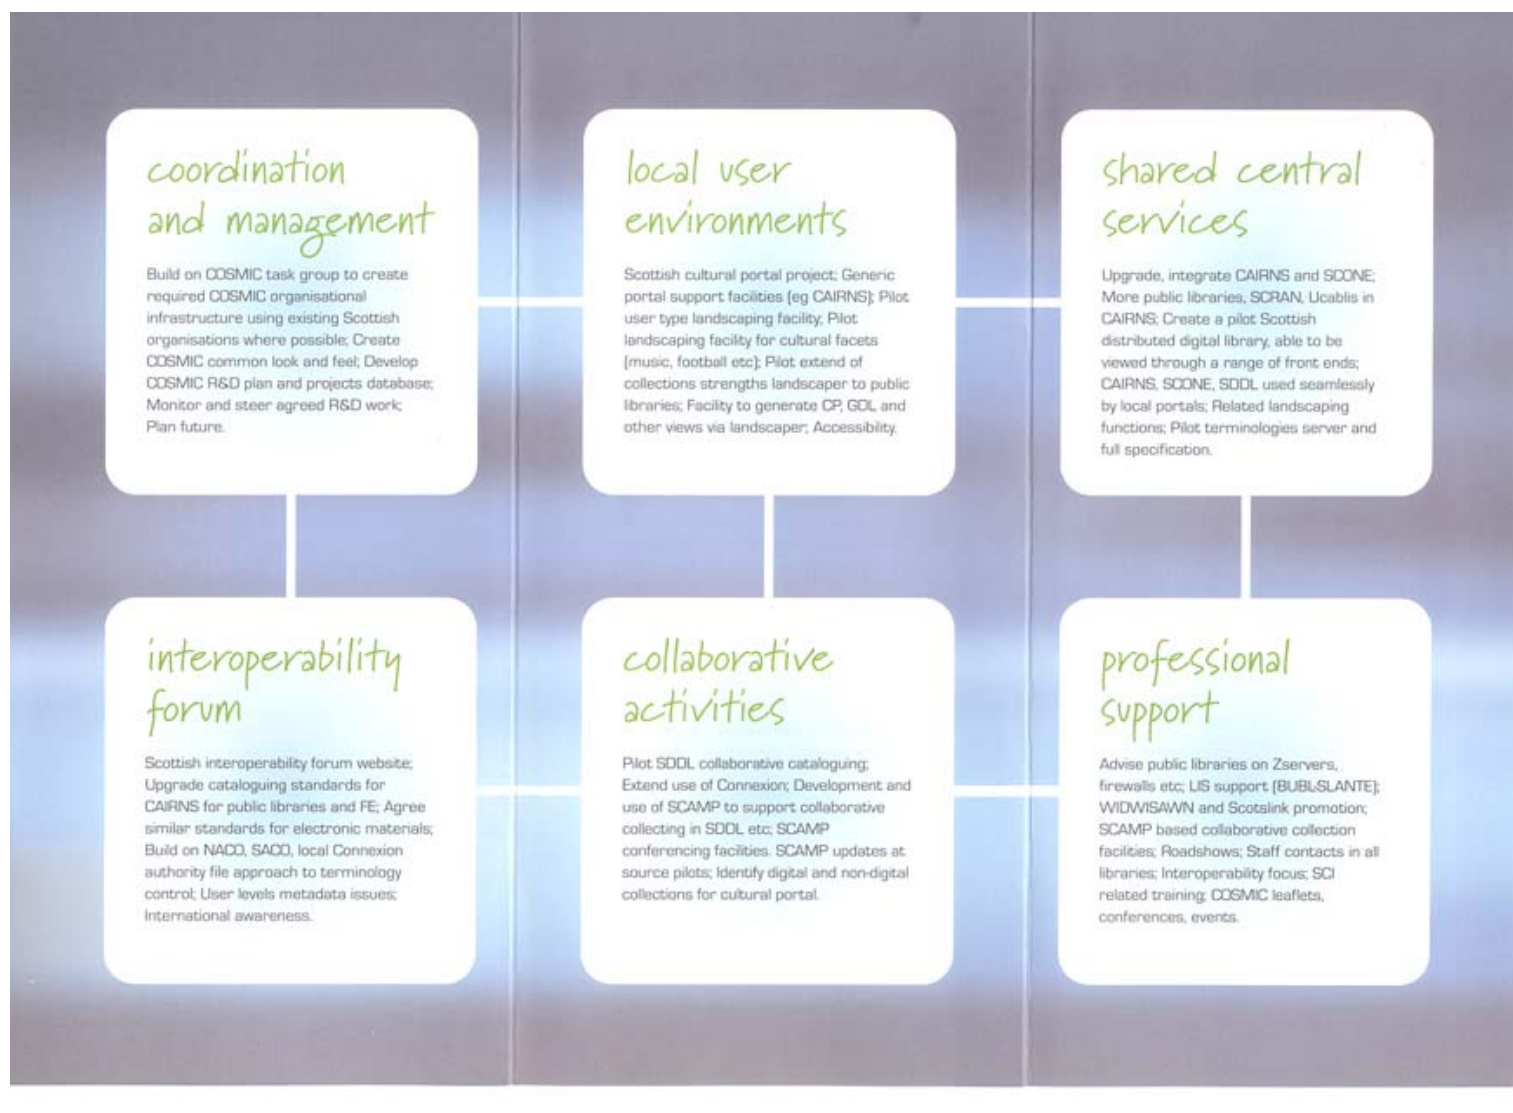 coordination
and management
Build on COSMIC task group to create
required COSMIC organisational
infrastructure using existing Scottish
organisations where possible; Create
COSMIC common look and feel; Develop
COSMIC R&D plan and projects database;
Monitor and steer agreed R&D work;
Plan future.
local user
environments
Scottish cultural portal project; Generic
portal support facilities (eg CAIRNS); Pilot
user type landscaping facility; Pilot
landscaping facility for cultural facets
(music, football etc); Pilot extend of
collections strengths landscaper to public
libraries; Facility to generate CP, GDL and
other views via landscaper; Accessibility.
shared central
services
Upgrade, integrate CAIRNS and SCONE;
More public libraries, SCRAN, Ucablis in
CAIRNS; Create a pilot Scottish
distributed digital library, able to be
viewed through a range of front ends;
CAIRNS, SCONE, SDDL used seamlessly
by local portals; Related landscaping
functions; Pilot terminologies server and
full specification.
interoperability
forum
Scottish interoperability forum website;
Upgrade cataloguing standards for
CAIRNS for public libraries and FE; Agree
similar standards for electronic materials;
Build on NACO, SACO, local Connexion
authority file approach to terminology
control; User levels metadata issues;
International awareness.
collaborative
activities
Pilot SDDL collaborative cataloguing;
Extend use of Connexion; Development and
use of SCAMP to support collaborative
collecting in SDDL etc; SCAMP
conferencing facilities. SCAMP updates at
source pilots; Identify digital and non-digital
collections for cultural portal.
professional
support
Advise public libraries on Zservers,
firewalls etc; LIS support (BUBL-SLANTE);
WIDWISAWN and Scotslink promotion;
SCAMP based collaborative collection
facilities; Roadshows; Staff contacts in all
libraries; Interoperability focus; SCI
related training; COSMIC leaflets,
conferences, events.